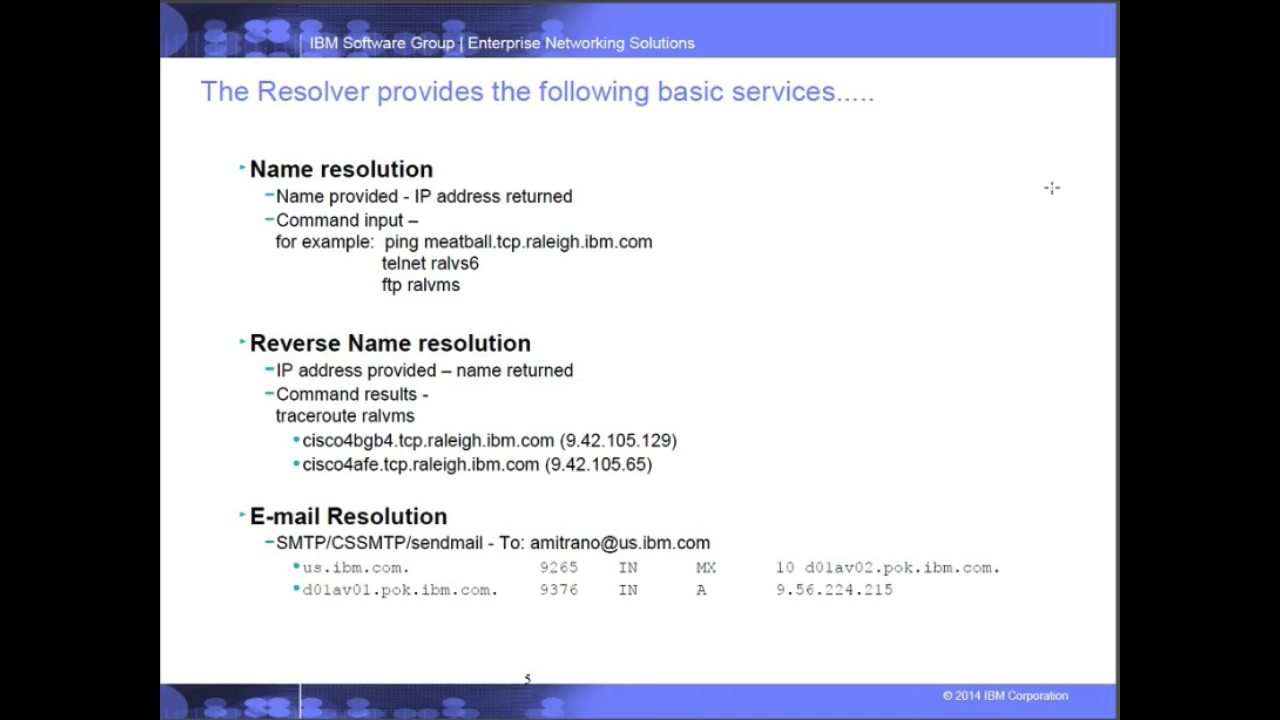 IBM Software Group | Enterprise Networking Solutions
The Resolver provides the following basic services.....
Name resolution
–Name provided - IP address returned
–Command input –
for example: ping meatball.tcp.raleigh.ibm.com
telnet ralvs6
ftp ralvms
Reverse Name resolution
–IP address provided – name returned
–Command results -
traceroute ralvms
•cisco4bgb4.tcp.raleigh.ibm.com (9.42.105.129)
•cisco4afe.tcp.raleigh.ibm.com (9.42.105.65)
E-mail Resolution
–SMTP/CSSMTP/sendmail - To: amitrano@us.ibm.com
•us.ibm.com. 9265 IN MX 10 d01av02.pok.ibm.com.
•d01av01.pok.ibm.com. 9376 IN A 9.56.224.215
5
© 2014 IBM Corporation